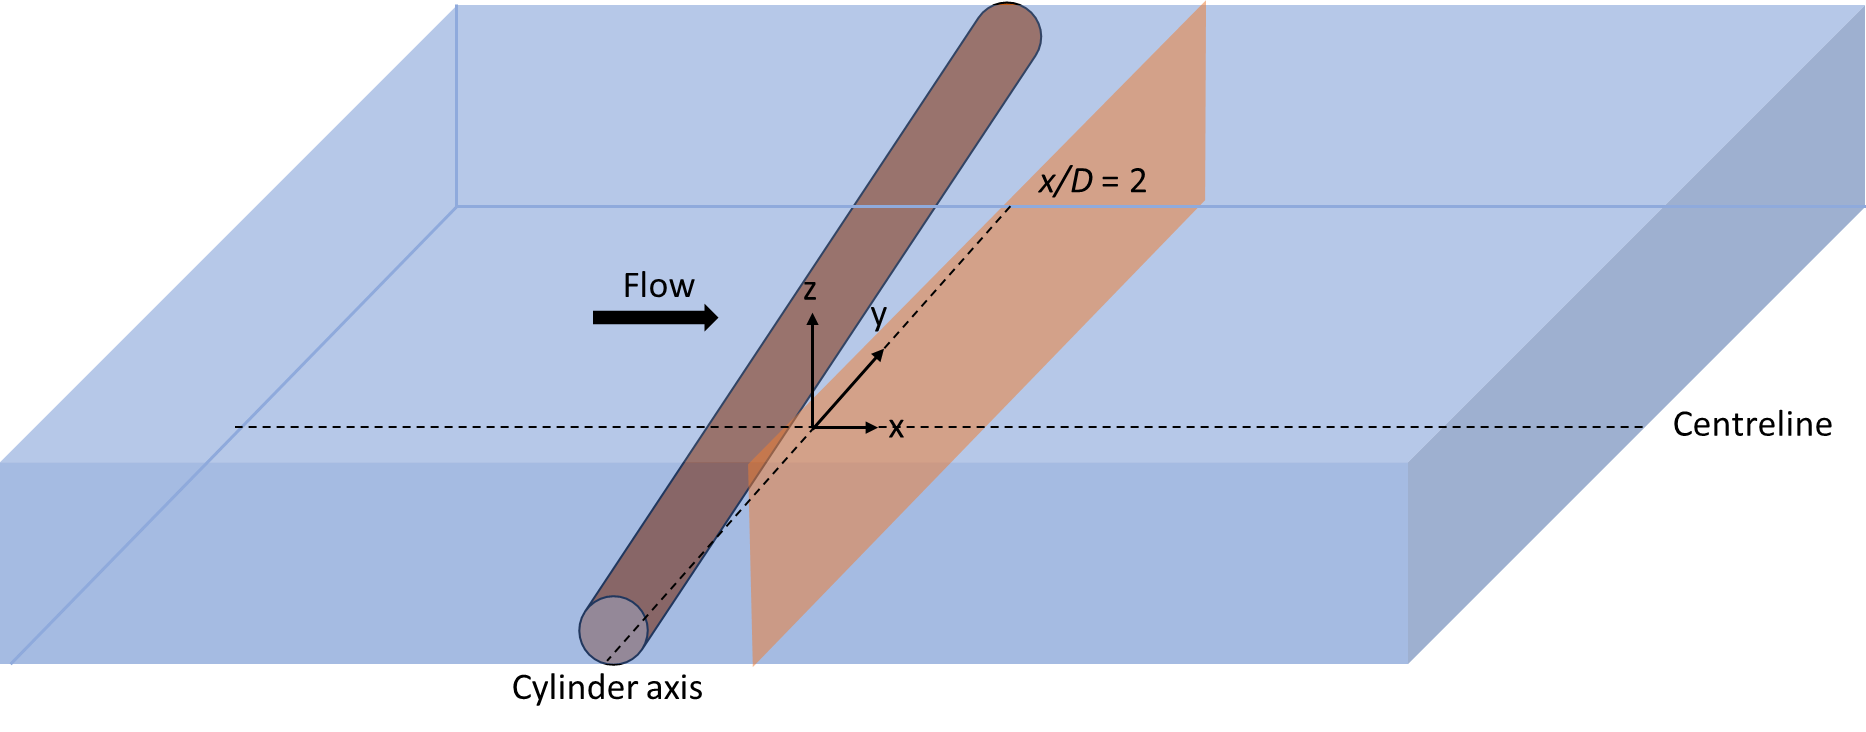 x/D = 2
Flow
z
y
x
Centreline
Cylinder axis